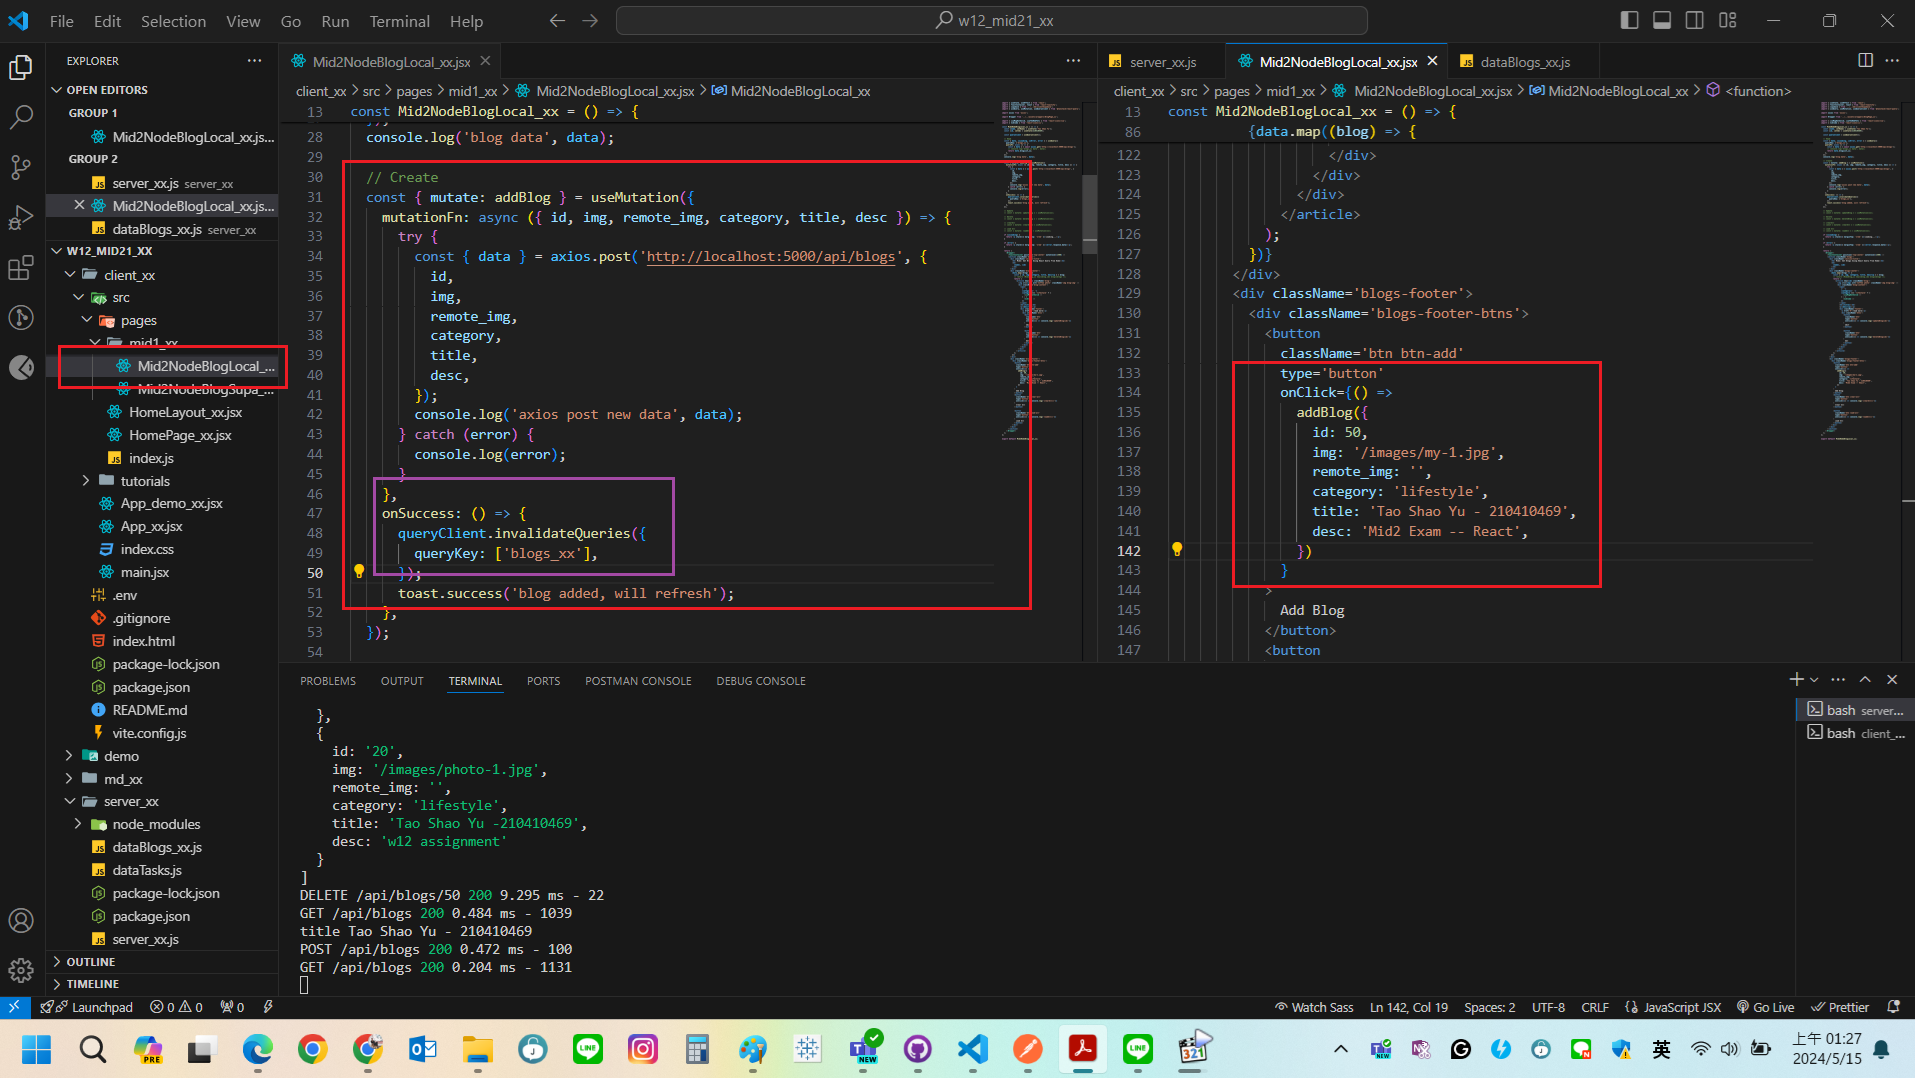 File Edit Selection View Go Run Terminal Help
w12_mid21_xx
EXPLORER
OPEN EDITORS
GROUP 1
Mid2NodeBlogLocal_xx.js...
GROUP 2
server_xx.js server_xx
Mid2NodeBlogLocal_xx.js...
dataBlogs_xx.js server_xx
W12_MID21_XX
client_xx
src
pages
mid1_xx
Mid2NodeBlogLocal_...
Mid2NodeBlogSupa_...
HomeLayout_xx.jsx
HomePage_xx.jsx
index.js
tutorials
App_demo_xx.jsx
App_xx.jsx
index.css
main.jsx
.env
.gitignore
index.html
package-lock.json
package.json
README.md
vite.config.js
demo
md_xx
server_xx
node_modules
dataBlogs_xx.js
dataTasks.js
package-lock.json
package.json
server_xx.js
OUTLINE
TIMELINE
Mid2NodeBlogLocal_xx.jsx
client_xx > src > pages > mid1_xx > Mid2NodeBlogLocal_xx.jsx > Mid2NodeBlogLocal_xx
13 const Mid2NodeBlogLocal_xx = () => {
28 console.log('blog data', data);
29
30 // Create
31 const { mutate: addBlog } = useMutation({
32 mutationFn: async ({ id, img, remote_img, category, title, desc }) => {
33 try {
34 const { data } = axios.post('http://localhost:5000/api/blogs', {
35 id,
36 img,
37 remote_img,
38 category,
39 title,
40 desc,
41 });
42 console.log('axios post new data', data);
43 } catch (error) {
44 console.log(error);
45 }
46 },
47 onSuccess: () => {
48 queryClient.invalidateQueries({
49 queryKey: ['blogs_xx'],
50 });
51 toast.success('blog added, will refresh');
52 },
53 });
54
server_xx.js Mid2NodeBlogLocal_xx.jsx dataBlogs_xx.js
client_xx > src > pages > mid1_xx > Mid2NodeBlogLocal_xx.jsx > Mid2NodeBlogLocal_xx > <function>
13 const Mid2NodeBlogLocal_xx = () => {
86 {data.map((blog) => {
122 </div>
123 </div>
124 </div>
125 </article>
126 );
127 })}
128 </div>
129 <div className='blogs-footer'>
130 <div className='blogs-footer-btns'>
131 <button
132 className='btn btn-add'
133 type='button'
134 onClick={() =>
135 addBlog({
136 id: 50,
137 img: '/images/my-1.jpg',
138 remote_img: '',
139 category: 'lifestyle',
140 title: 'Tao Shao Yu - 210410469',
141 desc: 'Mid2 Exam -- React',
142 })
143 }
144 >
145 Add Blog
146 </button>
147 <button
PROBLEMS OUTPUT TERMINAL PORTS POSTMAN CONSOLE DEBUG CONSOLE
},
{
id: '20',
img: '/images/photo-1.jpg',
remote_img: '',
category: 'lifestyle',
title: 'Tao Shao Yu -210410469',
desc: 'w12 assignment'
}
]
DELETE /api/blogs/50 200 9.295 ms - 22
GET /api/blogs 200 0.484 ms - 1039
title Tao Shao Yu - 210410469
POST /api/blogs 200 0.472 ms - 100
GET /api/blogs 200 0.204 ms - 1131
bash server...
bash client_...
Launchpad 0 0 0 Watch Sass Ln 142, Col 19 Spaces: 2 UTF-8 CRLF JavaScript JSX Go Live Prettier
英 上午 01:27
2024/5/15